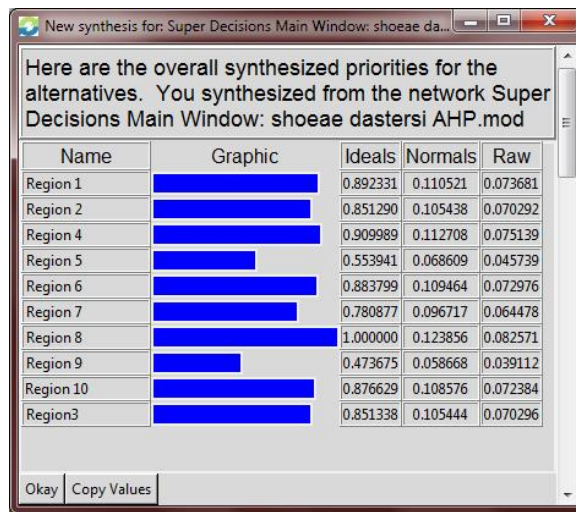 New synthesis for: Super Decisions Main Window: shoeae da...
Here are the overall synthesized priorities for the
alternatives. You synthesized from the network Super
Decisions Main Window: shoeae dastersi AHP.mod
Name Graphic Ideals Normals Raw
Region 1 0.892331 0.110521 0.073681
Region 2 0.851290 0.105438 0.070292
Region 4 0.909989 0.112708 0.075139
Region 5 0.553941 0.068609 0.045739
Region 6 0.883799 0.109464 0.072976
Region 7 0.780877 0.096717 0.064478
Region 8 1.000000 0.123856 0.082571
Region 9 0.473675 0.058668 0.039112
Region 10 0.876629 0.108576 0.072384
Region3 0.851338 0.105444 0.070296
Okay Copy Values